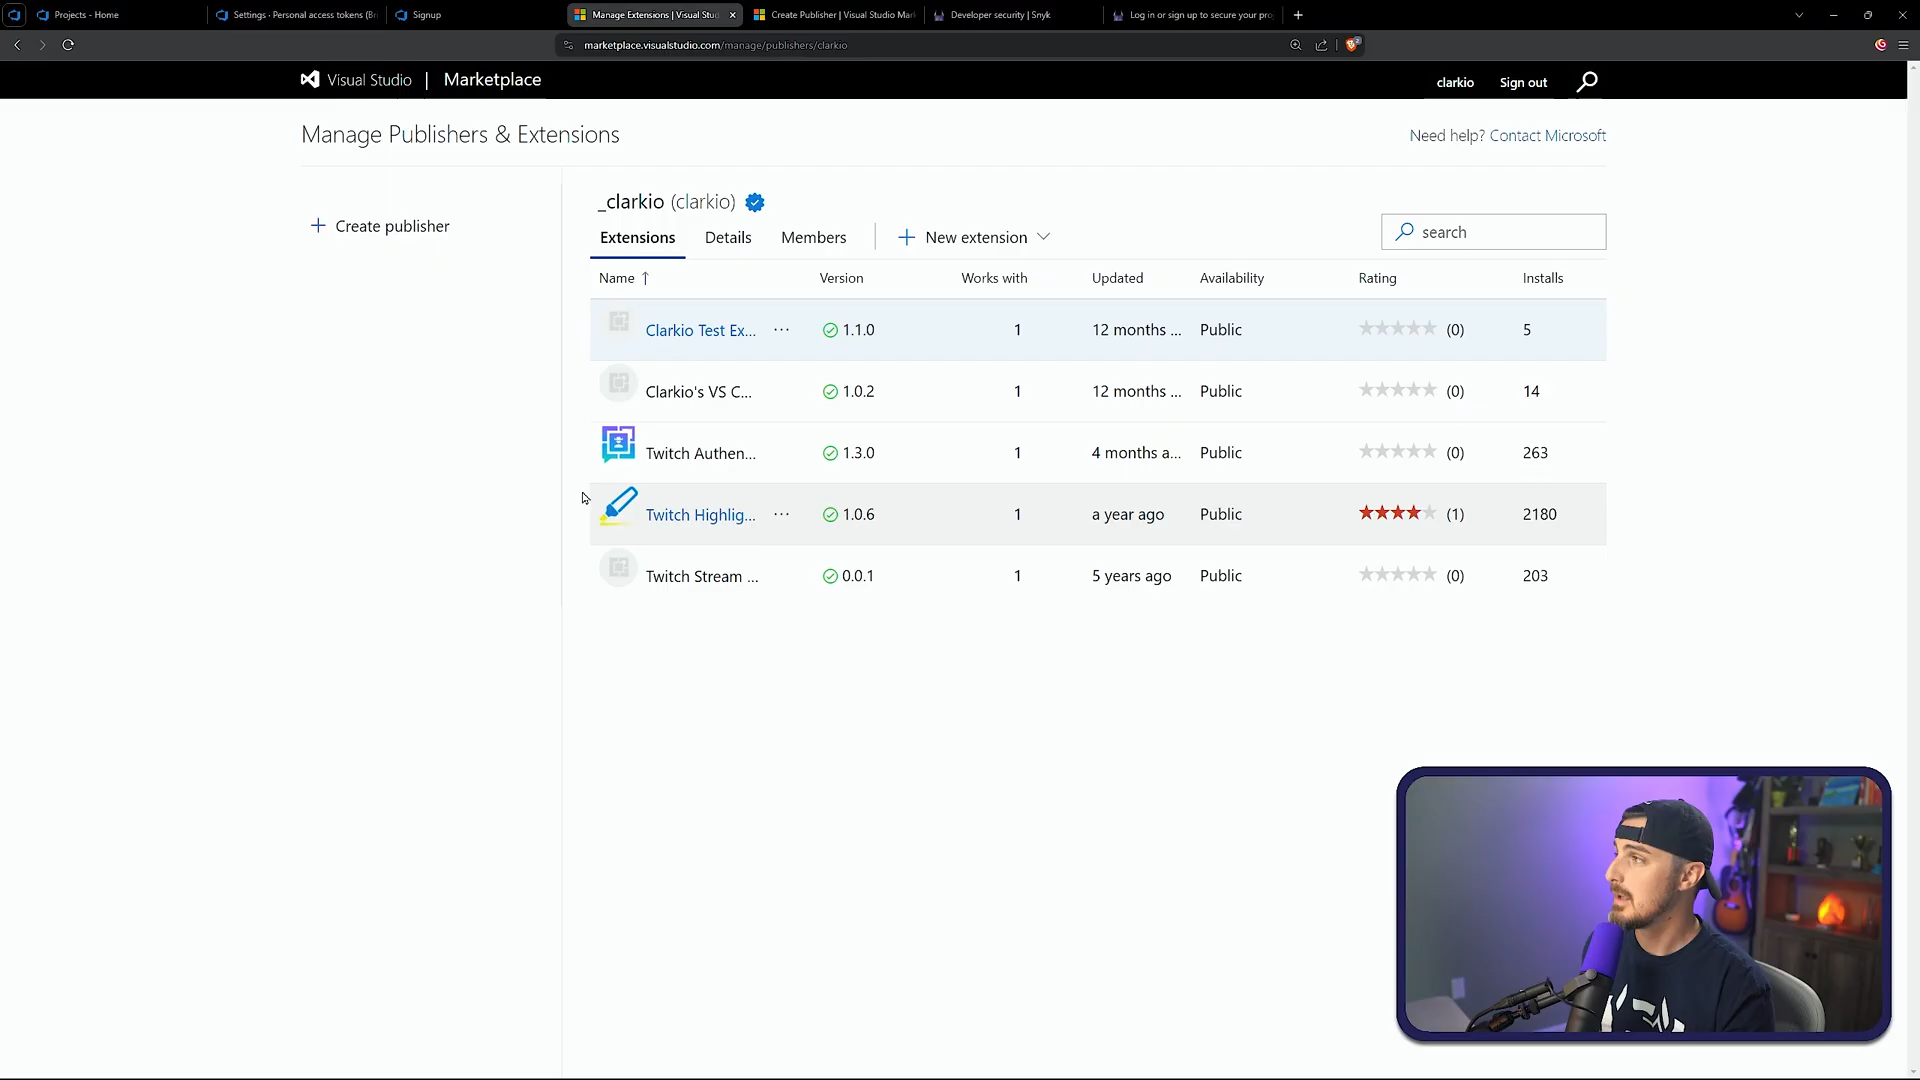 Projects - Home
Settings · Personal access tokens (Br
Signup
Manage Extensions | Visual Stu
Create Publisher | Visual Studio Mar
Developer security | Snyk
Log in or sign up to secure your pro
marketplace.visualstudio.com/manage/publishers/clarkio
2
Visual Studio | Marketplace
clarkio
Sign out
Manage Publishers & Extensions
Need help? Contact Microsoft
+ Create publisher
_clarkio (clarkio)
Extensions
Details
Members
+ New extension
search
Name ↑ Version Works with Updated Availability Rating Installs
Clarkio Test Ex... ··· 1.1.0 1 12 months ... Public (0) 5
Clarkio's VS C... 1.0.2 1 12 months ... Public (0) 14
Twitch Authen... 1.3.0 1 4 months a... Public (0) 263
Twitch Highlig... ··· 1.0.6 1 a year ago Public (1) 2180
Twitch Stream ... 0.0.1 1 5 years ago Public (0) 203